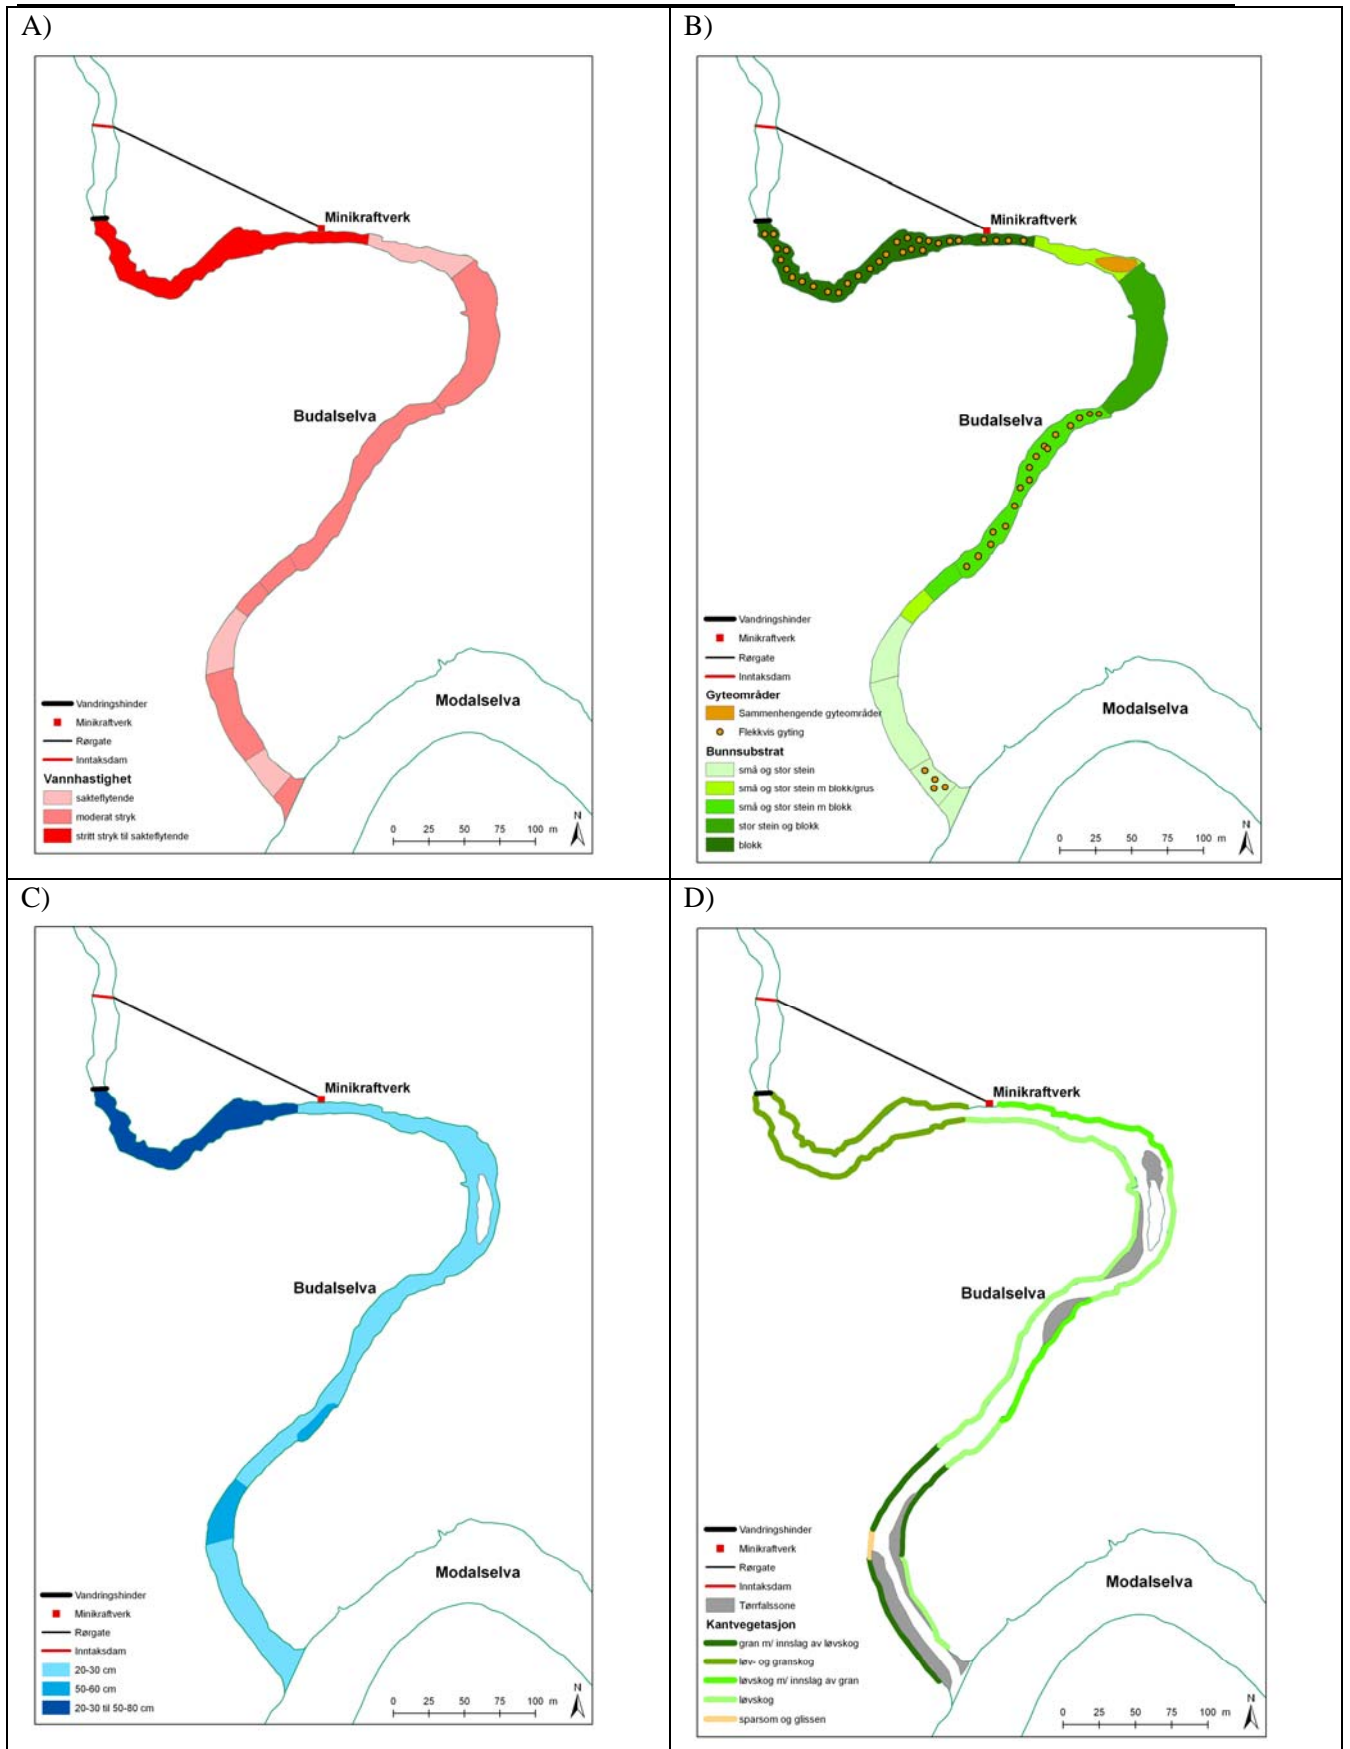 A)
Minikraftverk
Budalselva
Modalselva
Vandringshinder
Minikraftverk
Rørgate
Inntaksdam
Vannhastighet
sakteflytende
moderat stryk
stritt stryk til sakteflytende
0 25 50 75 100 m
N
B)
Minikraftverk
Budalselva
Modalselva
Vandringshinder
Minikraftverk
Rørgate
Inntaksdam
Gyteområder
Sammenhengende gyteområder
Flekkvis gyting
Bunnsubstrat
små og stor stein
små og stor stein m blokk/grus
små og stor stein m blokk
stor stein og blokk
blokk
0 25 50 75 100 m
N
C)
Minikraftverk
Budalselva
Modalselva
Vandringshinder
Minikraftverk
Rørgate
Inntaksdam
20-30 cm
50-60 cm
20-30 til 50-80 cm
0 25 50 75 100 m
N
D)
Minikraftverk
Budalselva
Modalselva
Vandringshinder
Minikraftverk
Rørgate
Inntaksdam
Tørrfalssone
Kantvegetasjon
gran m/ innslag av løvskog
løv- og granskog
løvskog m/ innslag av gran
løvskog
sparsom og glissen
0 25 50 75 100 m
N